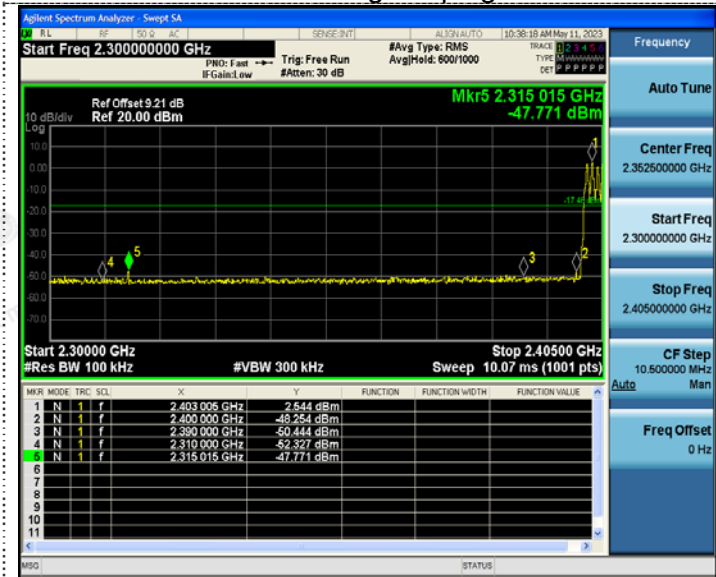 Agilent Spectrum Analyzer - Swept SA
RL RF 50 Ω AC SENSE:INT ALIGNAUTO 10:38:18 AM May 11, 2023
Start Freq 2.300000000 GHz
PNO: Fast
IFGain:Low
Trig: Free Run
#Atten: 30 dB
#Avg Type: RMS
Avg|Hold: 600/1000
TRACE 1 2 3 4 5 6
TYPE M
DET P P P P P P
Mkr5 2.315 015 GHz
-47.771 dBm
Ref Offset 9.21 dB
10 dB/div Ref 20.00 dBm
Log
10.0
0.00
-10.0
-20.0
-30.0
-40.0
-50.0
-60.0
-70.0
1
2
3
4
5
Start 2.30000 GHz Stop 2.40500 GHz
#Res BW 100 kHz #VBW 300 kHz Sweep 10.07 ms (1001 pts)
MKR MODE TRC SCL X Y FUNCTION FUNCTION WIDTH FUNCTION VALUE
1 N 1 f 2.403 005 GHz 2.544 dBm
2 N 1 f 2.400 000 GHz -48.254 dBm
3 N 1 f 2.390 000 GHz -50.444 dBm
4 N 1 f 2.310 000 GHz -52.327 dBm
5 N 1 f 2.315 015 GHz -47.771 dBm
6
7
8
9
10
11
MSG STATUS
Frequency
Auto Tune
Center Freq
2.352500000 GHz
Start Freq
2.300000000 GHz
Stop Freq
2.405000000 GHz
CF Step
10.500000 MHz
Auto Man
Freq Offset
0 Hz